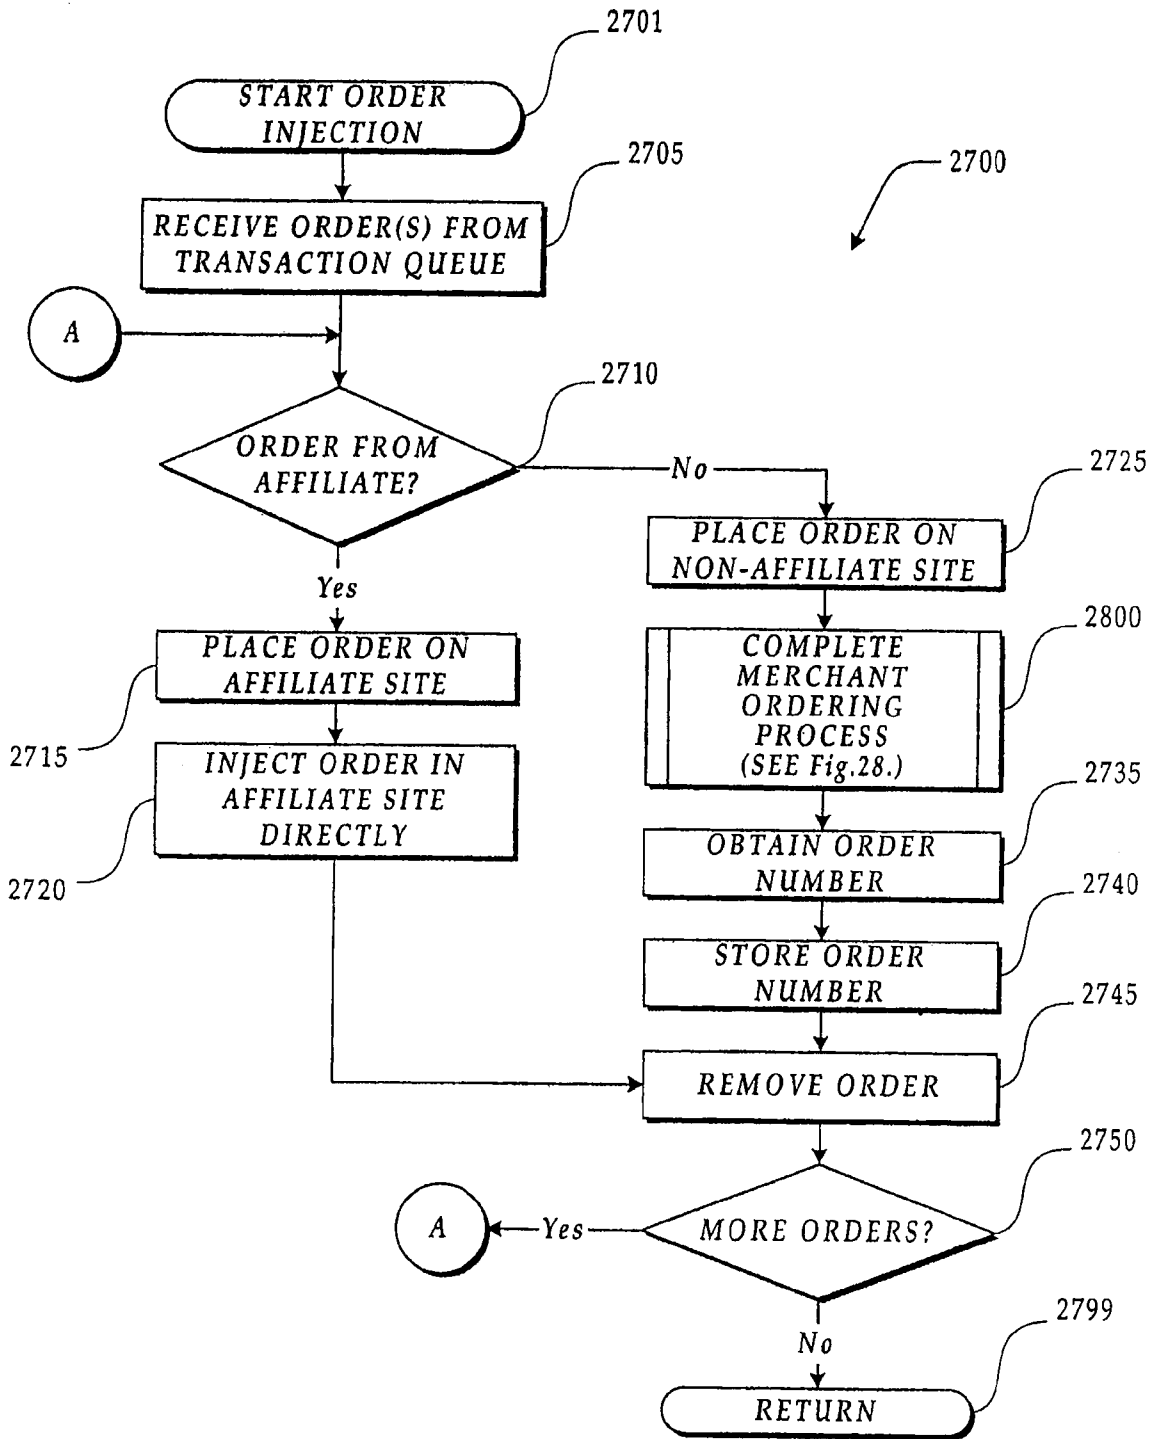 2701
START ORDER
INJECTION
2705
2700
RECEIVE ORDER(S) FROM
TRANSACTION QUEUE
A
2710
ORDER FROM
AFFILIATE?
No
2725
PLACE ORDER ON
NON-AFFILIATE SITE
Yes
2800
PLACE ORDER ON
AFFILIATE SITE
COMPLETE
MERCHANT
ORDERING
PROCESS
(SEE Fig.28.)
2715
INJECT ORDER IN
AFFILIATE SITE
DIRECTLY
2735
OBTAIN ORDER
NUMBER
2720
2740
STORE ORDER
NUMBER
2745
REMOVE ORDER
2750
MORE ORDERS?
Yes
A
2799
No
RETURN